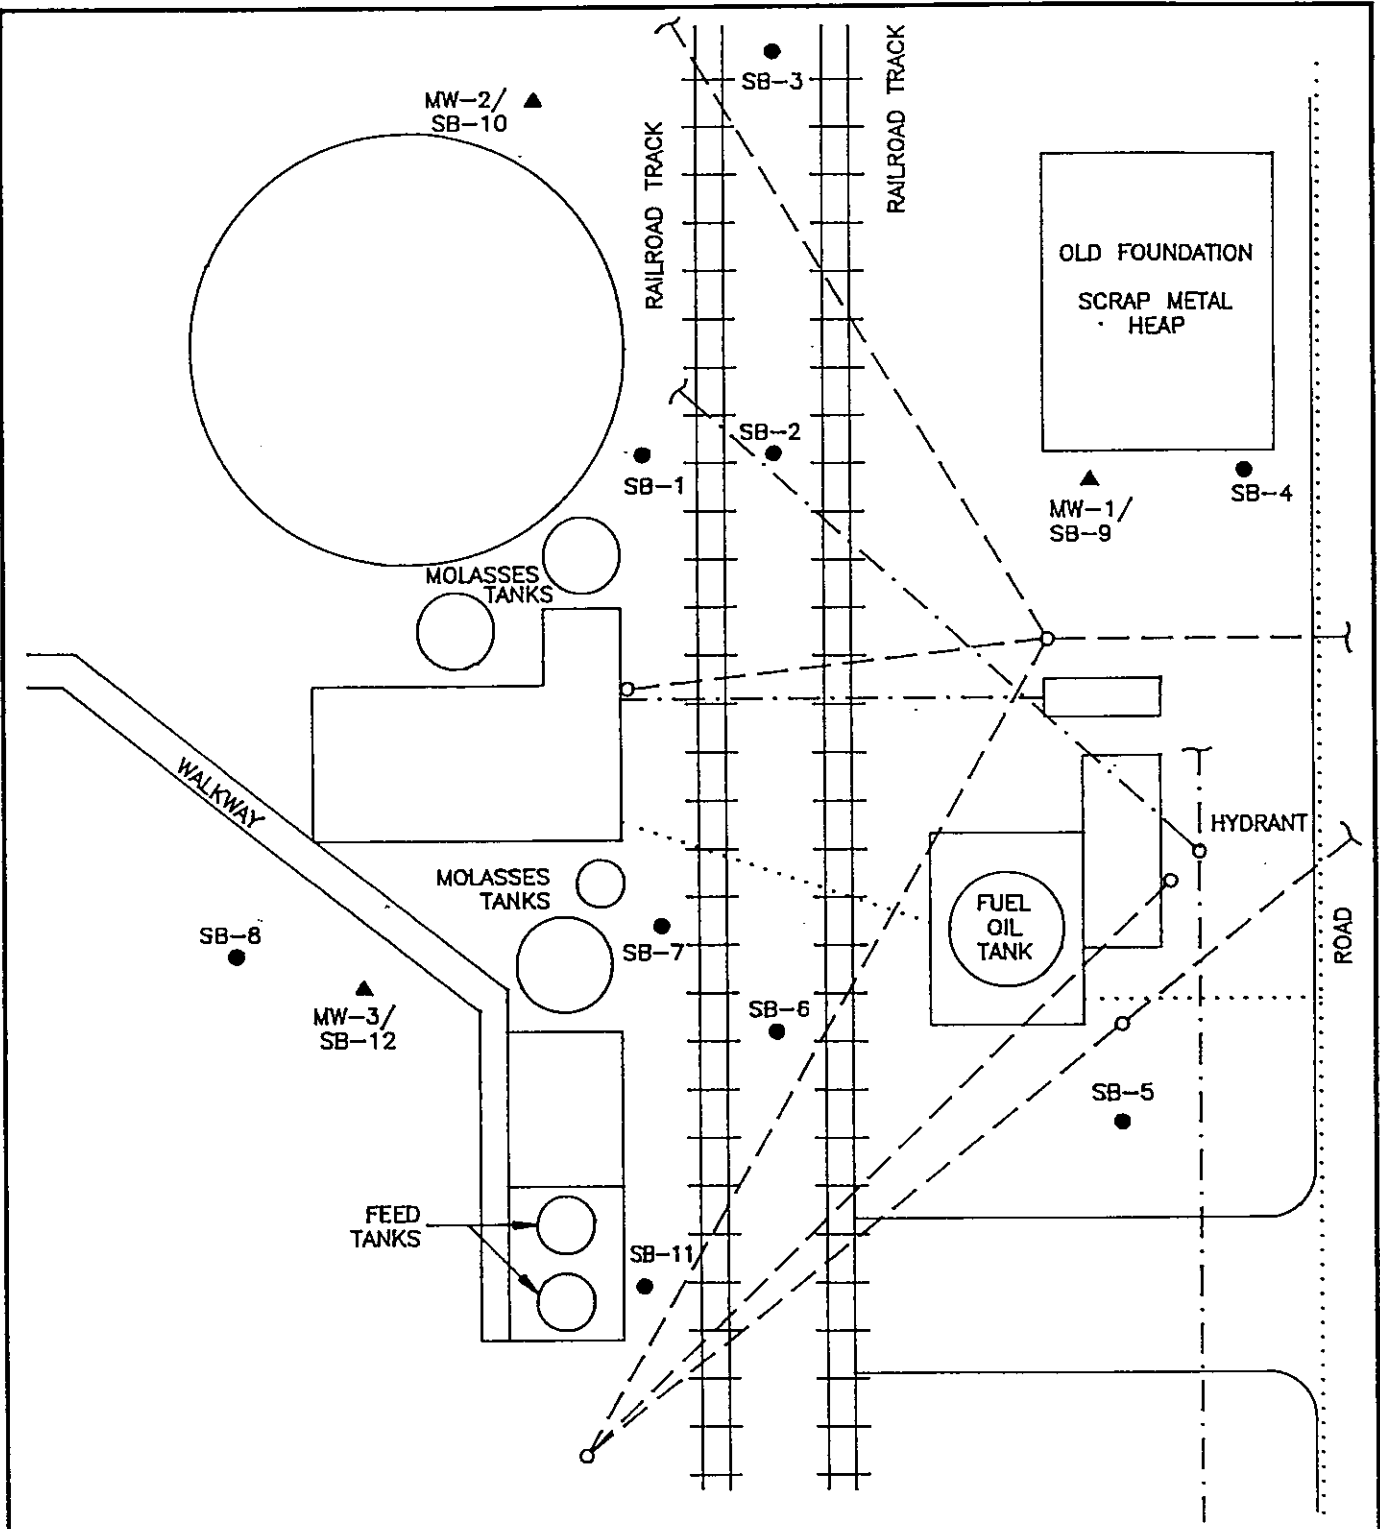 SB-3
RAILROAD TRACK
MW-2/
SB-10
RAILROAD TRACK
OLD FOUNDATION
SCRAP METAL
HEAP
SB-2
SB-1
SB-4
MW-1/
SB-9
MOLASSES
TANKS
WALKWAY
HYDRANT
MOLASSES
TANKS
FUEL
OIL
TANK
ROAD
SB-8
SB-7
MW-3/
SB-12
SB-6
SB-5
FEED
TANKS
SB-11